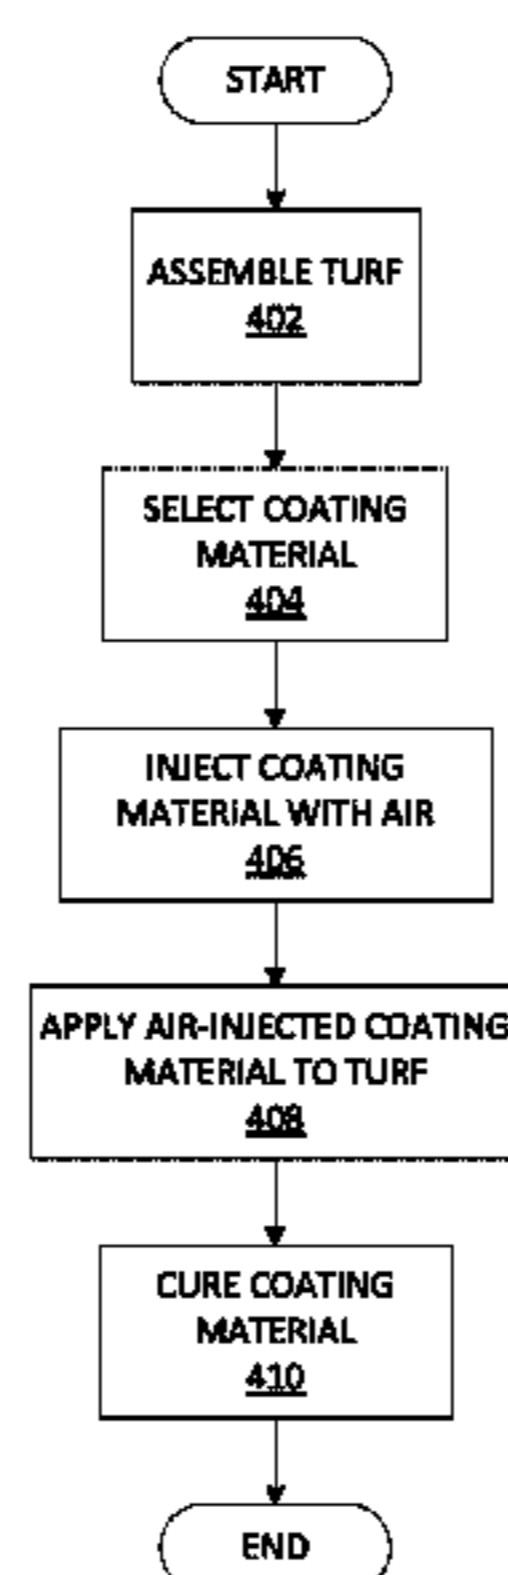 START
ASSEMBLE TURF
402
SELECT COATING
MATERIAL
404
INJECT COATING
MATERIAL WITH AIR
406
APPLY AIR-INJECTED COATING
MATERIAL TO TURF
408
CURE COATING
MATERIAL
410
END